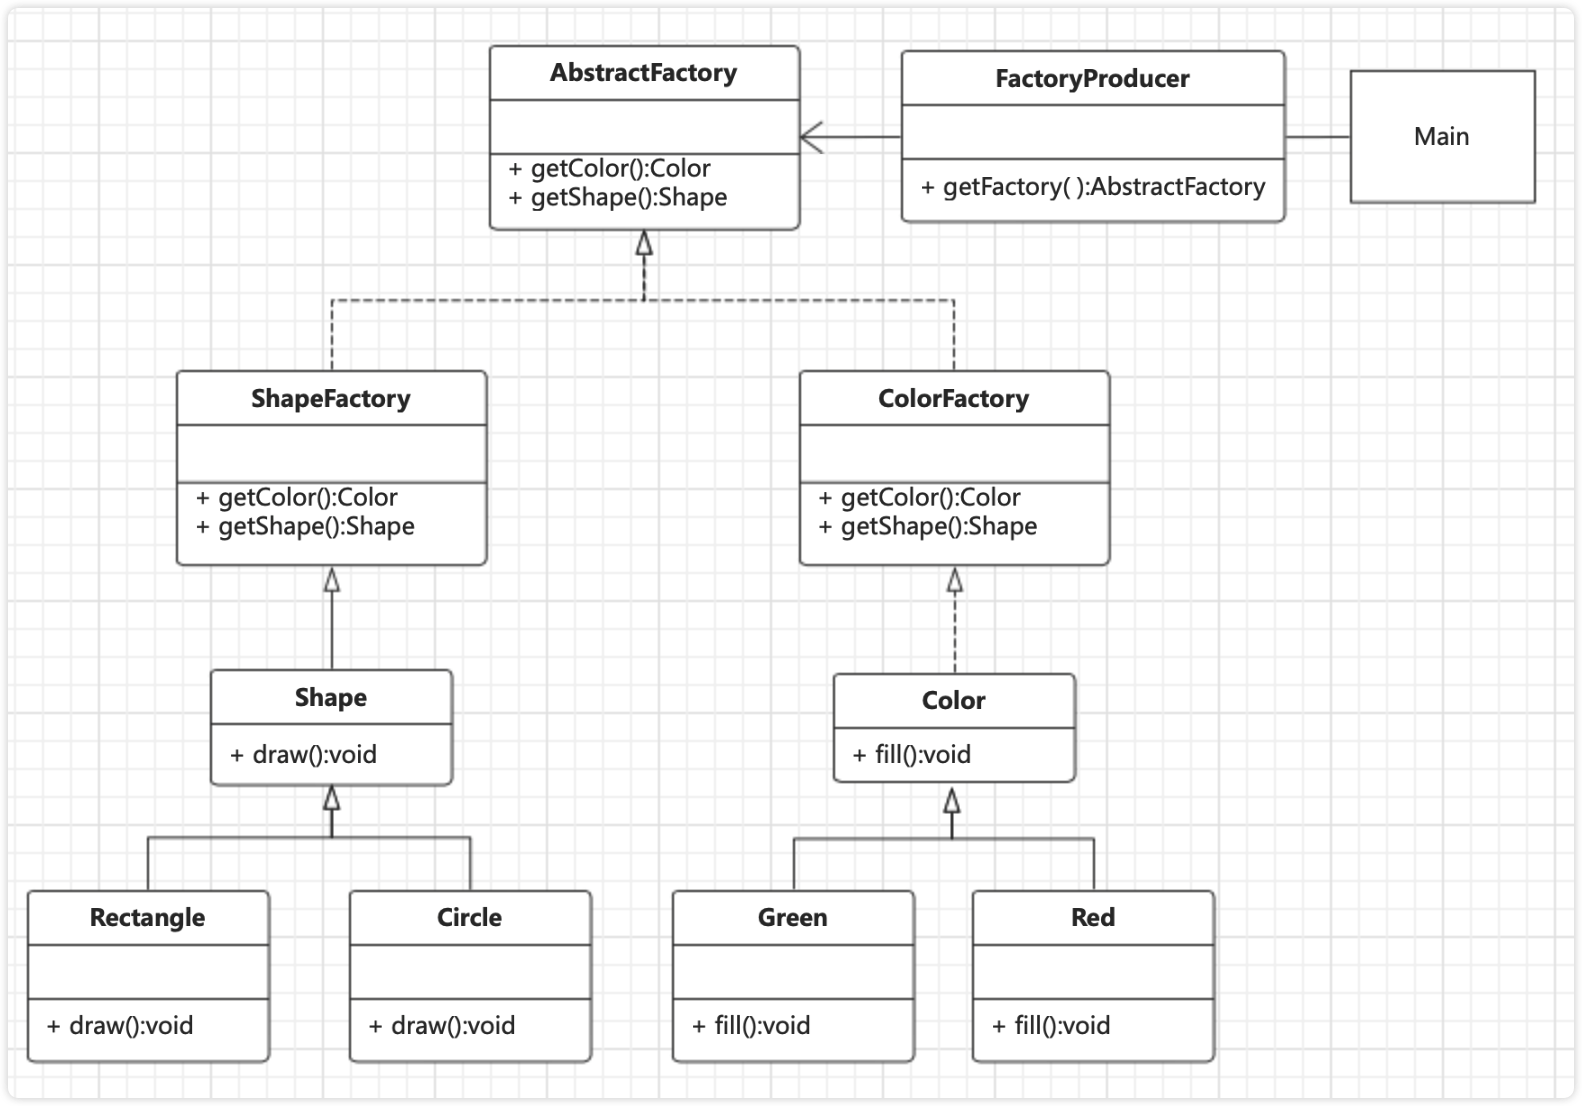 AbstractFactory
+ getColor():Color
+ getShape():Shape
FactoryProducer
+ getFactory( ):AbstractFactory
Main
ShapeFactory
+ getColor():Color
+ getShape():Shape
ColorFactory
+ getColor():Color
+ getShape():Shape
Shape
+ draw():void
Color
+ fill():void
Rectangle
+ draw():void
Circle
+ draw():void
Green
+ fill():void
Red
+ fill():void